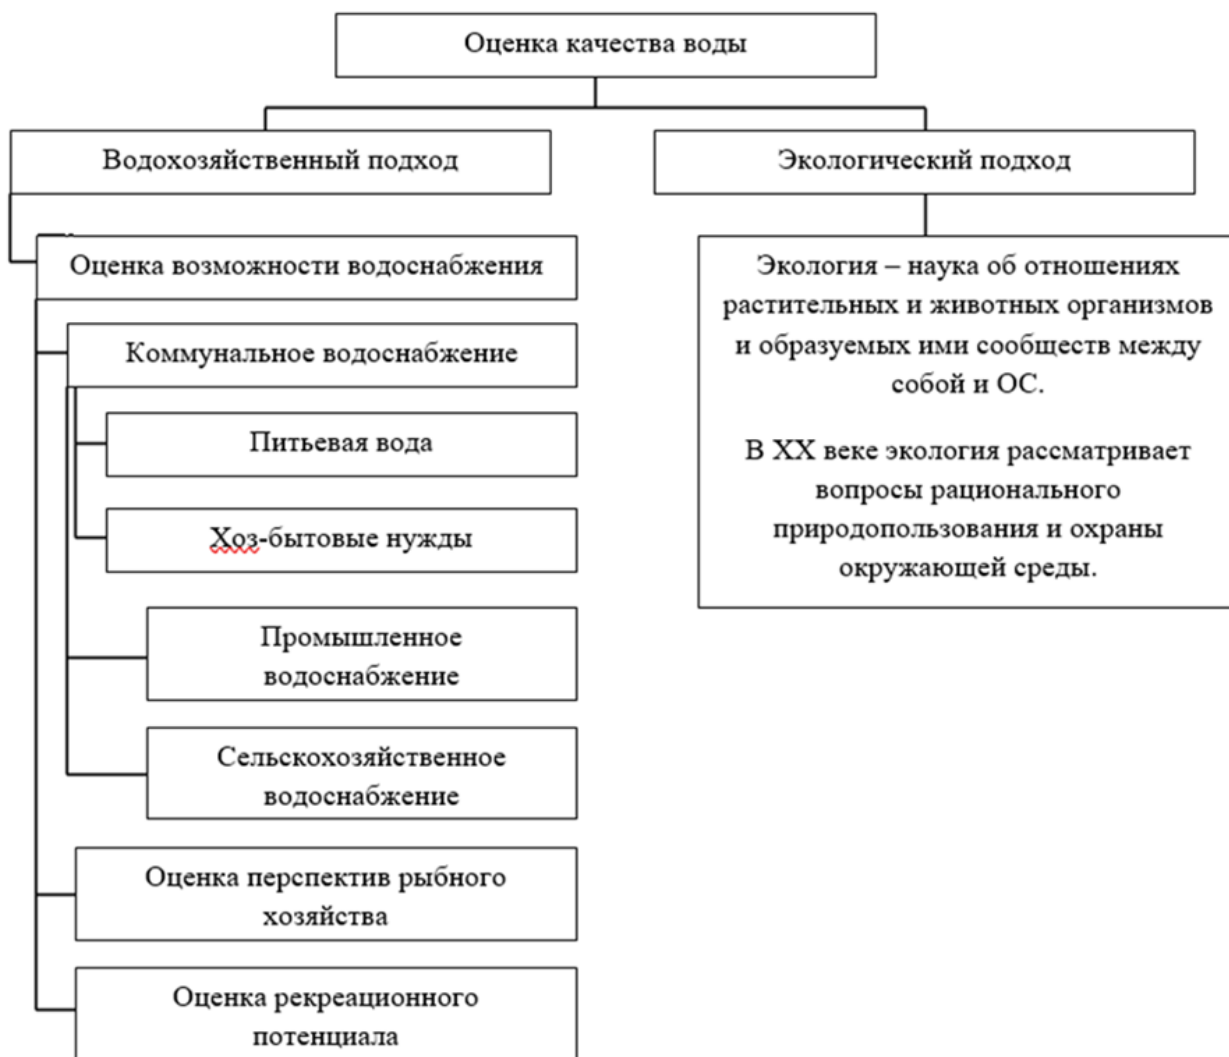 Оценка качества воды
Водохозяйственный подход
Экологический подход
Оценка возможности водоснабжения
Коммунальное водоснабжение
Питьевая вода
Хоз-бытовые нужды
Промышленное
водоснабжение
Сельскохозяйственное
водоснабжение
Оценка перспектив рыбного
хозяйства
Оценка рекреационного
потенциала
Экология – наука об отношениях
растительных и животных организмов
и образуемых ими сообществ между
собой и ОС.
В XX веке экология рассматривает
вопросы рационального
природопользования и охраны
окружающей среды.